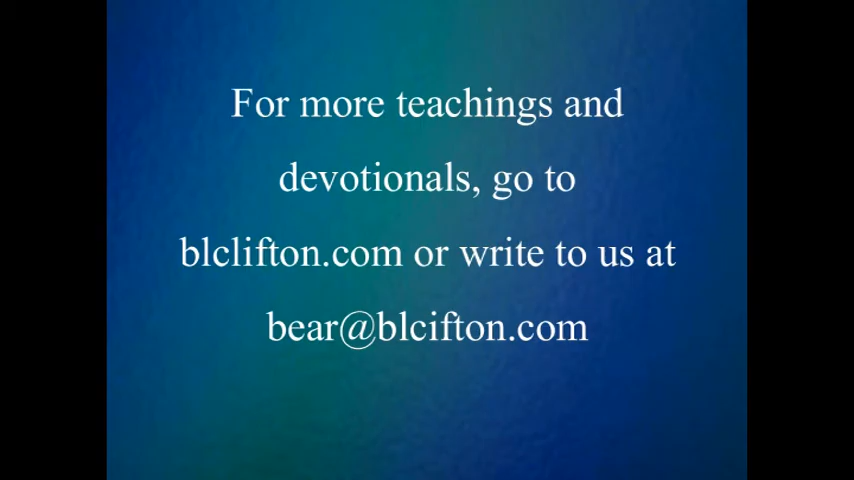 For more teachings and
devotionals, go to
blclifton.com or write to us at
bear@blcifton.com